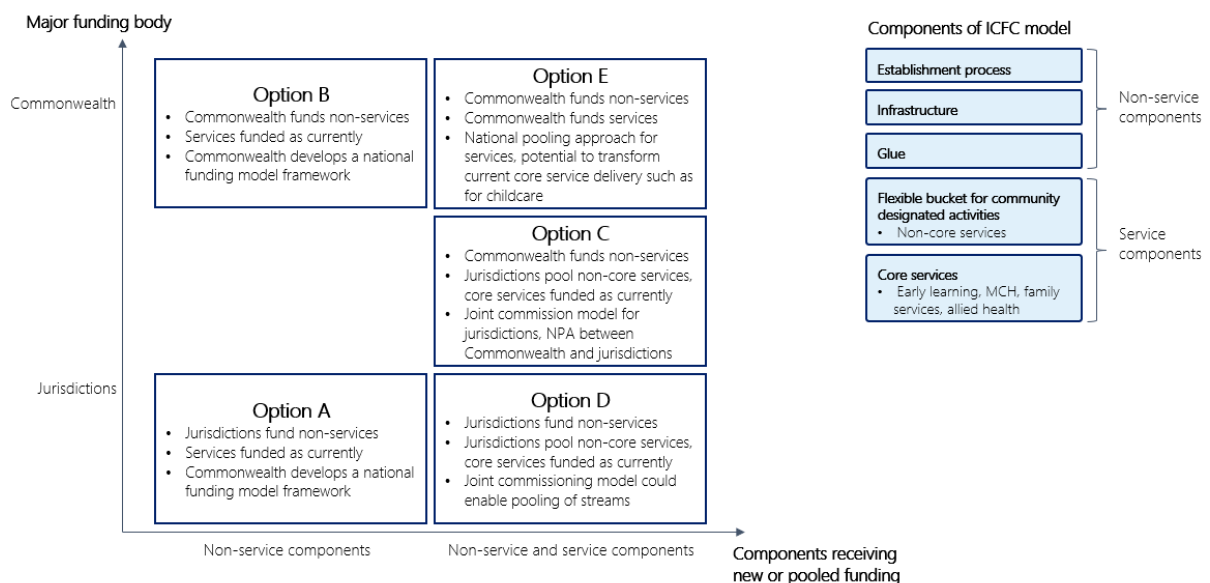 Major funding body
Commonwealth
Jurisdictions
Option B
• Commonwealth funds non-services
• Services funded as currently
• Commonwealth develops a national
funding model framework
Option E
• Commonwealth funds non-services
• Commonwealth funds services
• National pooling approach for
services, potential to transform
current core service delivery such as
for childcare
Option C
• Commonwealth funds non-services
• Jurisdictions pool non-core services,
core services funded as currently
• Joint commission model for
jurisdictions, NPA between
Commonwealth and jurisdictions
Option A
• Jurisdictions fund non-services
• Services funded as currently
• Commonwealth develops a national
funding model framework
Option D
• Jurisdictions fund non-services
• Jurisdictions pool non-core services,
core services funded as currently
• Joint commissioning model could
enable pooling of streams
Non-service components
Non-service and service components
Components receiving
new or pooled funding
Components of ICFC model
Establishment process
Infrastructure
Glue
Non-service
components
Flexible bucket for community
designated activities
• Non-core services
Core services
• Early learning, MCH, family
services, allied health
Service
components